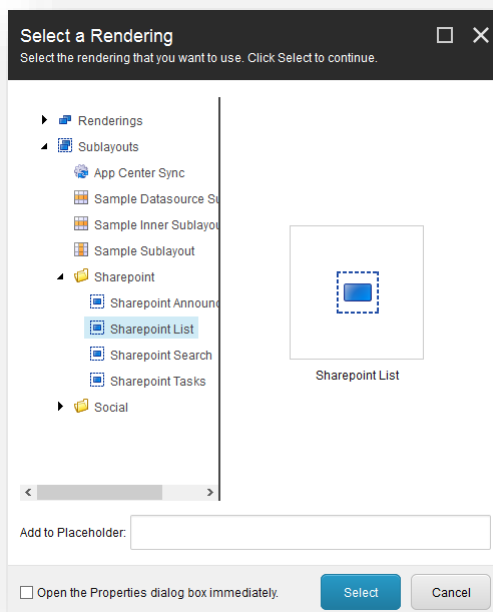 Select a Rendering
Select the rendering that you want to use. Click Select to continue.
Renderings
Sublayouts
App Center Sync
Sample Datasource Su
Sample Inner Sublayou
Sample Sublayout
Sharepoint
Sharepoint Announc
Sharepoint List
Sharepoint Search
Sharepoint Tasks
Social
Sharepoint List
Add to Placeholder:
Open the Properties dialog box immediately.
Select
Cancel